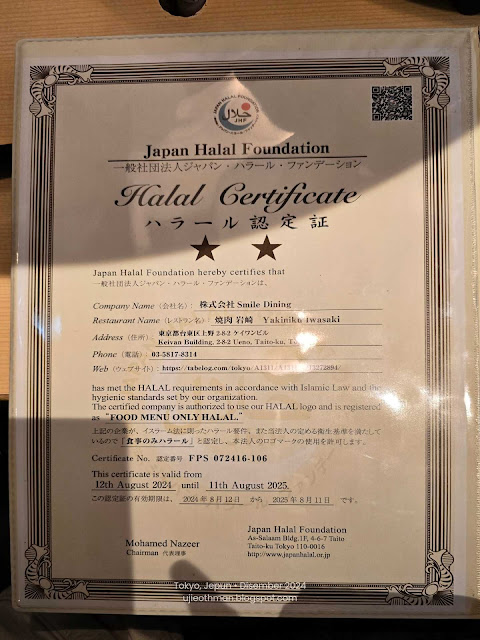 JAPAN HALAL FOUNDATION
حلال
JHF
Japan Halal Foundation
一般社団法人ジャパン・ハラール・ファンデーション
Halal Certificate
ハラール認定証
Japan Halal Foundation hereby certifies that
一般社団法人ジャパン・ハラール・ファンデーションは、
Company Name (会社名): 株式会社 Smile Dining
Restaurant Name (レストラン名): 焼肉 岩崎 Yakiniku Iwasaki
東京都台東区上野 2-8-2 ケイワンビル
Address (住所): Keivan Building, 2-8-2 Ueno, Taito-ku,
Phone (電話): 03-5817-8314
Web (ウェブサイト): https://tabelog.com/tokyo/
has met the HALAL requirements in accordance with Islamic Law and the
hygienic standards set by our organization.
The certified company is authorized to use our HALAL logo and is registered
as "FOOD MENU ONLY HALAL."
上記の企業が、イスラーム法に則ったハラール要件、また当法人の定める衛生基準を満たして
いるので「食事のみハラール」と認定し、本法人のロゴマークの使用を許可します。
Certificate No. 認定番号 FPS 072416-106
This certificate is valid from
12th August 2024 until 11th August 2025.
この認定証の有効期限は、 2024年8月12日 から 2025年8月11日 です。
Japan Halal Foundation
As-Salaam Bldg.1F, 4-6-7 Taito
Taito-ku Tokyo 110-0016
http://www.japanhalal.or.jp
Mohamed Nazeer
Chairman 代表理事
Tokyo, Jepun - Disember 2024
ujieothman.blogspot.com